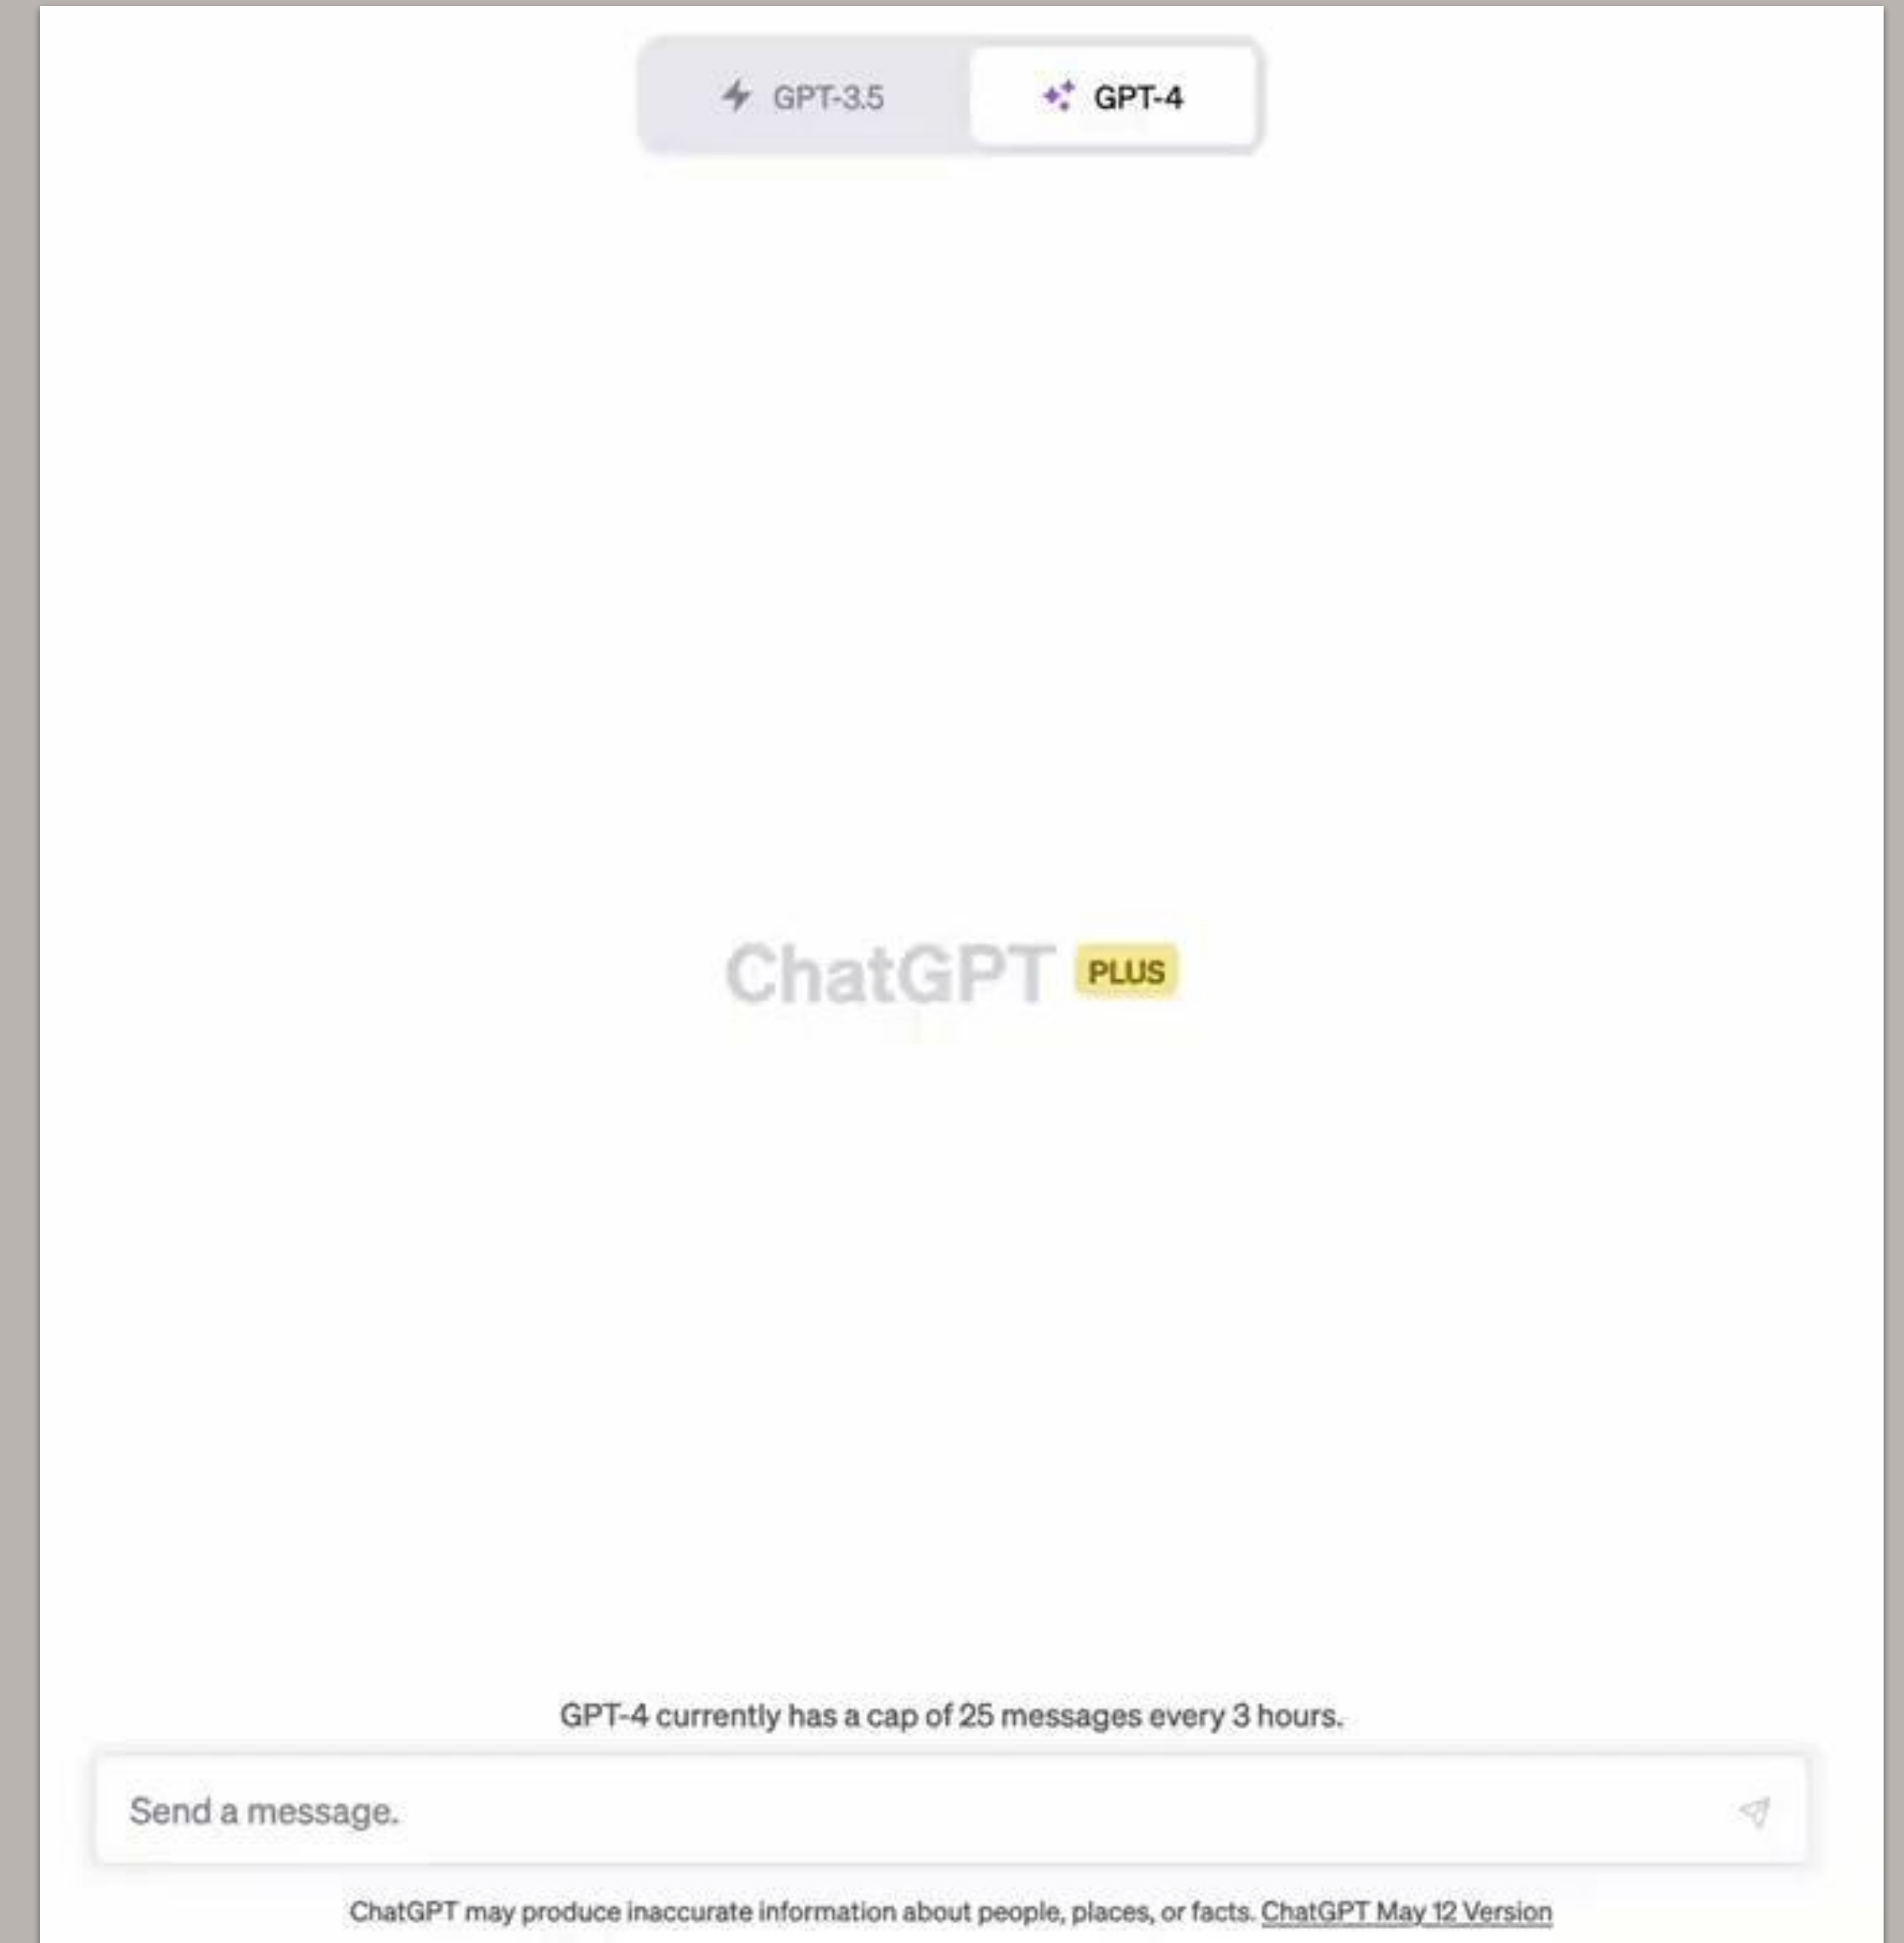 GPT-3.5 GPT-4
ChatGPT PLUS
GPT-4 currently has a cap of 25 messages every 3 hours.
Send a message.
ChatGPT may produce inaccurate information about people, places, or facts. ChatGPT May 12 Version